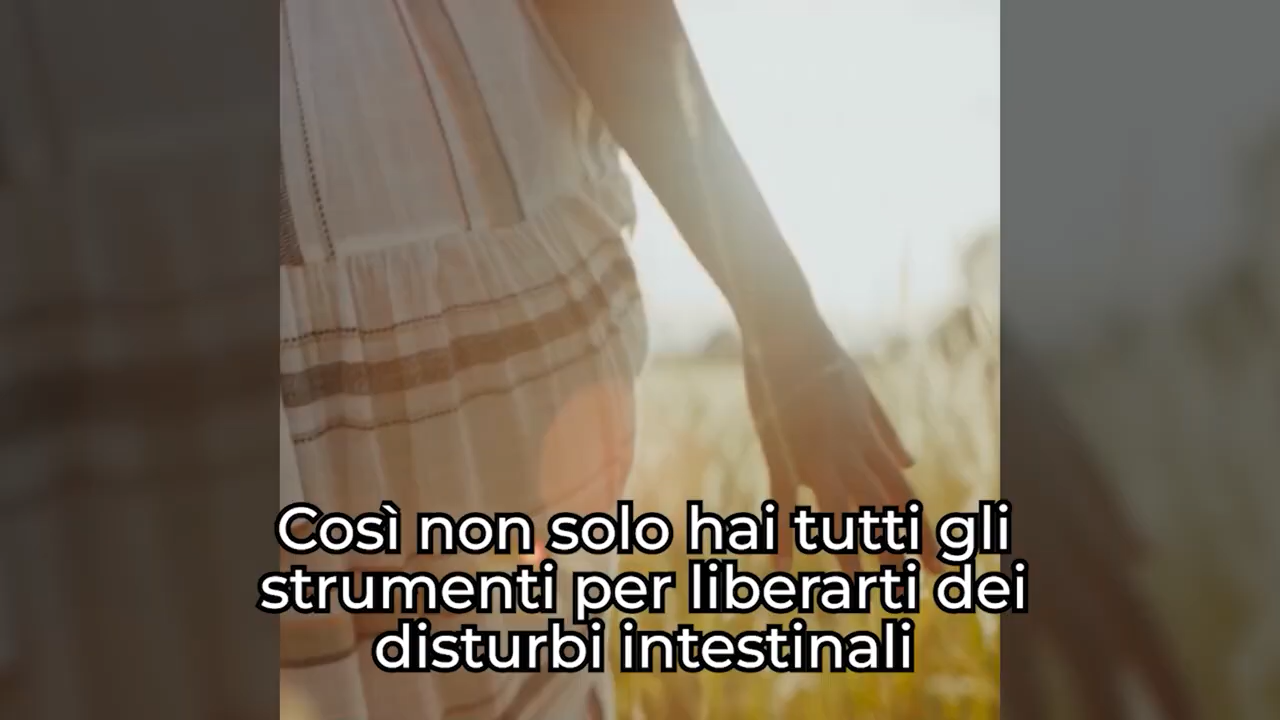 Così non solo hai tutti gli
strumenti per liberarti dei
disturbi intestinali